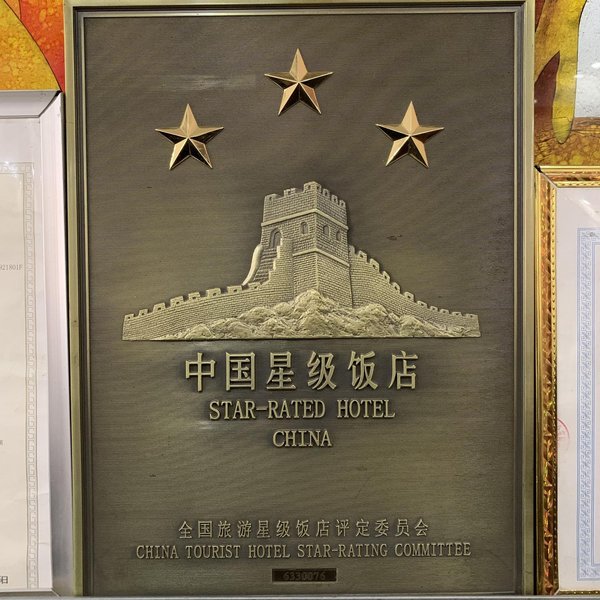 中国星级饭店
STAR-RATED HOTEL
CHINA
全国旅游星级饭店评定委员会
CHINA TOURIST HOTEL STAR-RATING COMMITTEE
6330076